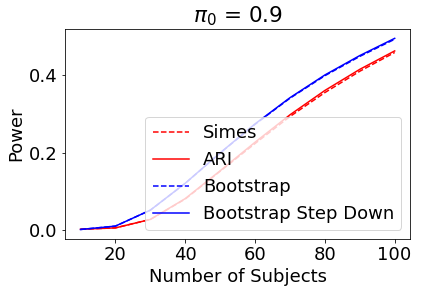 π₀ = 0.9
Power
0.4
0.2
0.0
Simes
ARI
Bootstrap
Bootstrap Step Down
20 40 60 80 100
Number of Subjects